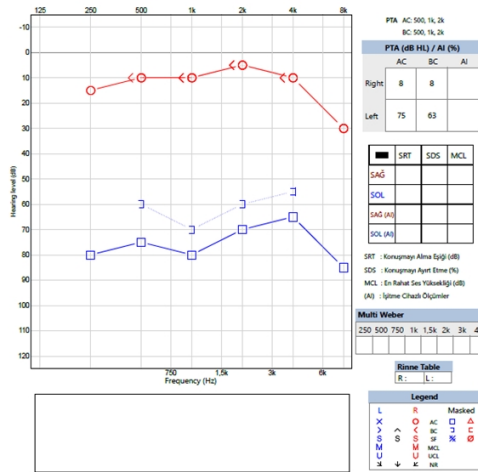 125 250 500 1k 2k 4k 8k
-10
0
10
20
30
40
50
60
70
80
90
100
110
120
Hearing level (dB)
750 1,5k 3k 6k
Frequency (Hz)
PTA AC: 500, 1k, 2k
BC: 500, 1k, 2k
PTA (dB HL) / AI (%)
AC BC AI
Right 8 8
Left 75 63
SRT SDS MCL
SAĞ
SOL
SAĞ (AI)
SOL (AI)
SRT : Konuşmayı Alma Eşiği (dB)
SDS : Konuşmayı Ayırt Etme (%)
MCL : En Rahat Ses Yüksekliği (dB)
(AI) : İşitme Cihazlı Ölçümler
Multi Weber
250 500 750 1k 1,5k 2k 3k 4
Rinne Table
R : L :
Legend
L R Masked
AC
BC
S S S SF
M M MCL
U U UCL
NR